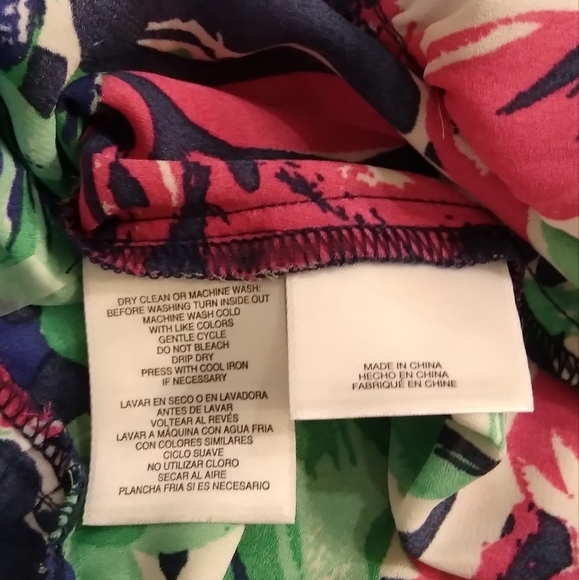 DRY CLEAN OR MACHINE WASH:
BEFORE WASHING TURN INSIDE OUT
MACHINE WASH COLD
WITH LIKE COLORS
GENTLE CYCLE
DO NOT BLEACH
DRIP DRY
PRESS WITH COOL IRON
IF NECESSARY
LAVAR EN SECO O EN LAVADORA
ANTES DE LAVAR
VOLTEAR AL REVÉS
LAVAR A MÁQUINA CON AGUA FRIA
CON COLORES SIMILARES
CICLO SUAVE
NO UTILIZAR CLORO
SECAR AL AIRE
PLANCHA FRIA SI ES NECESARIO
MADE IN CHINA
HECHO EN CHINA
FABRIQUÉ EN CHINE